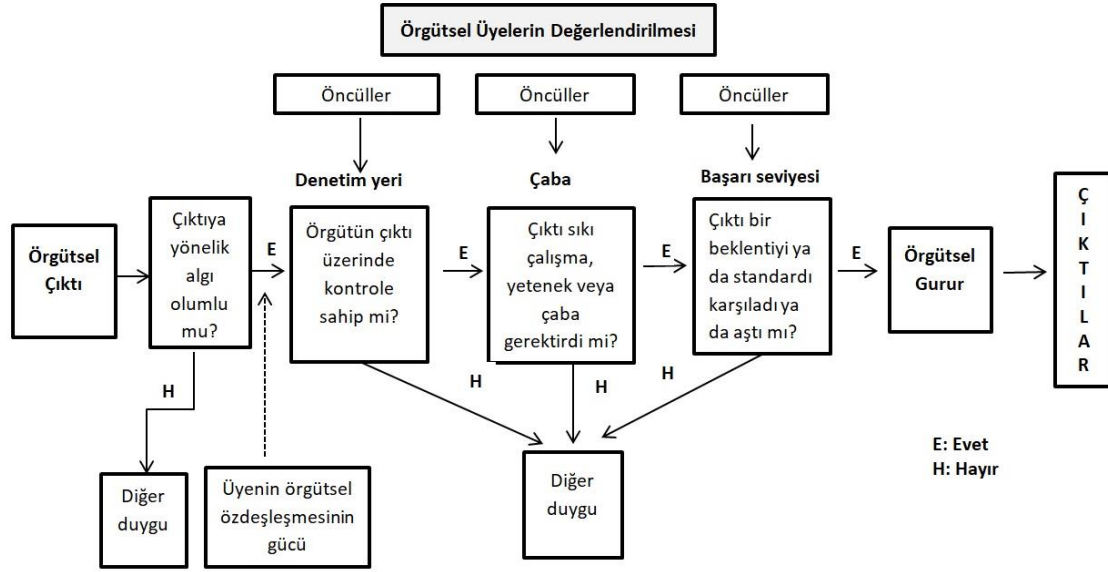 Örgütsel Üyelerin Değerlendirilmesi
Öncüller
Öncüller
Öncüller
Denetim yeri
Çaba
Başarı seviyesi
Örgütsel
Çıktı
Çıktıya
yönelik
algı
olumlu
mu?
E
Örgütün çıktı
üzerinde
kontrole
sahip mi?
E
Çıktı sıkı
çalışma,
yetenek veya
çaba
gerektirdi mi?
E
Çıktı bir
beklentiyi ya
da standardı
karşıladı ya
da aştı mı?
E
Örgütsel
Gurur
Ç
I
K
T
I
L
A
R
H
H
H
H
Diğer
duygu
Üyenin örgütsel
özdeşleşmesinin
gücü
Diğer
duygu
E: Evet
H: Hayır